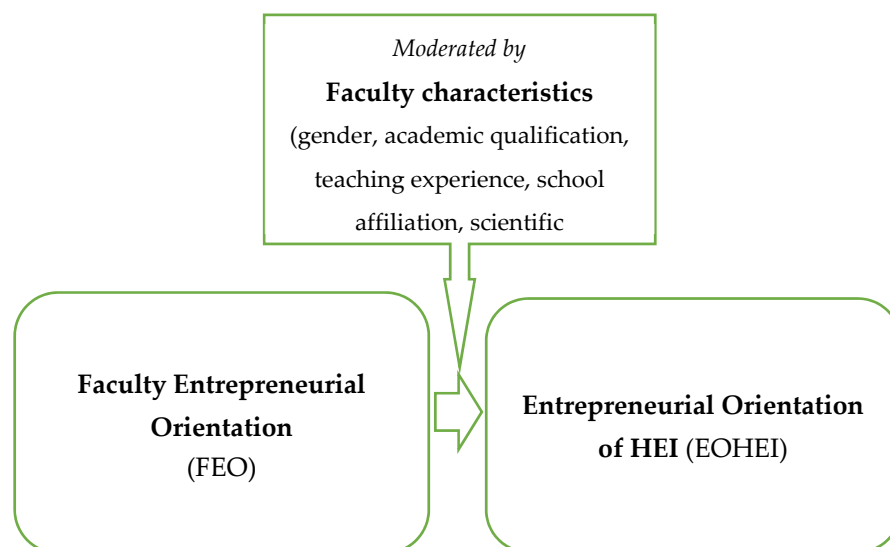 Moderated by
Faculty characteristics
(gender, academic qualification,
teaching experience, school
affiliation, scientific
Faculty Entrepreneurial
Orientation
(FEO)
Entrepreneurial Orientation
of HEI (EOHEI)